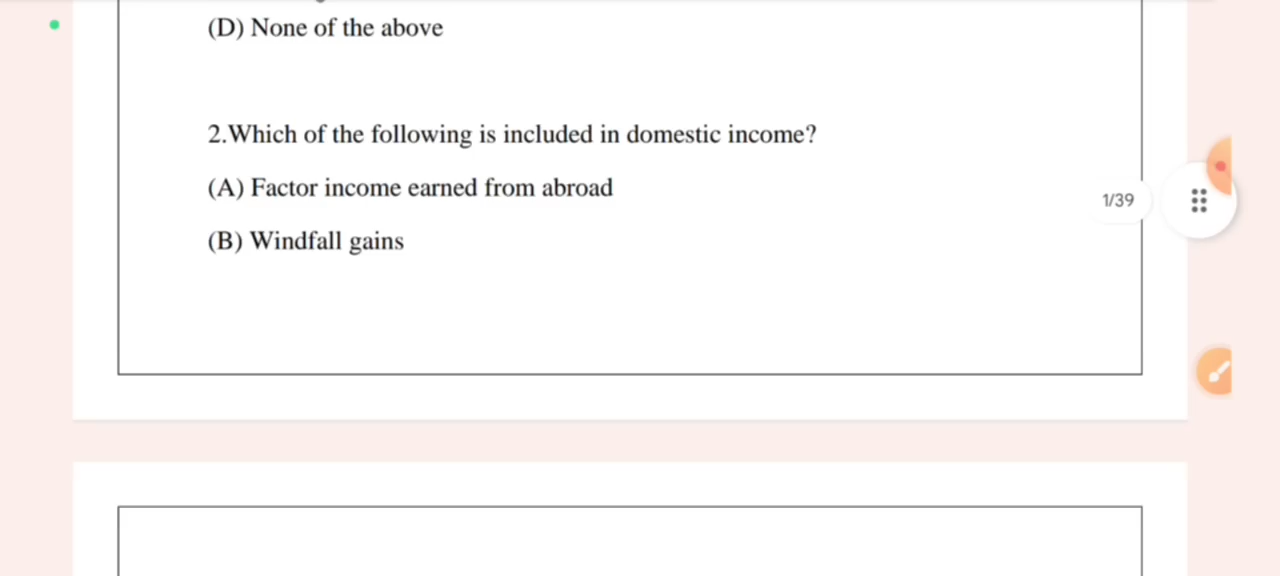 (D) None of the above
2.Which of the following is included in domestic income?
(A) Factor income earned from abroad
1/39
(B) Windfall gains